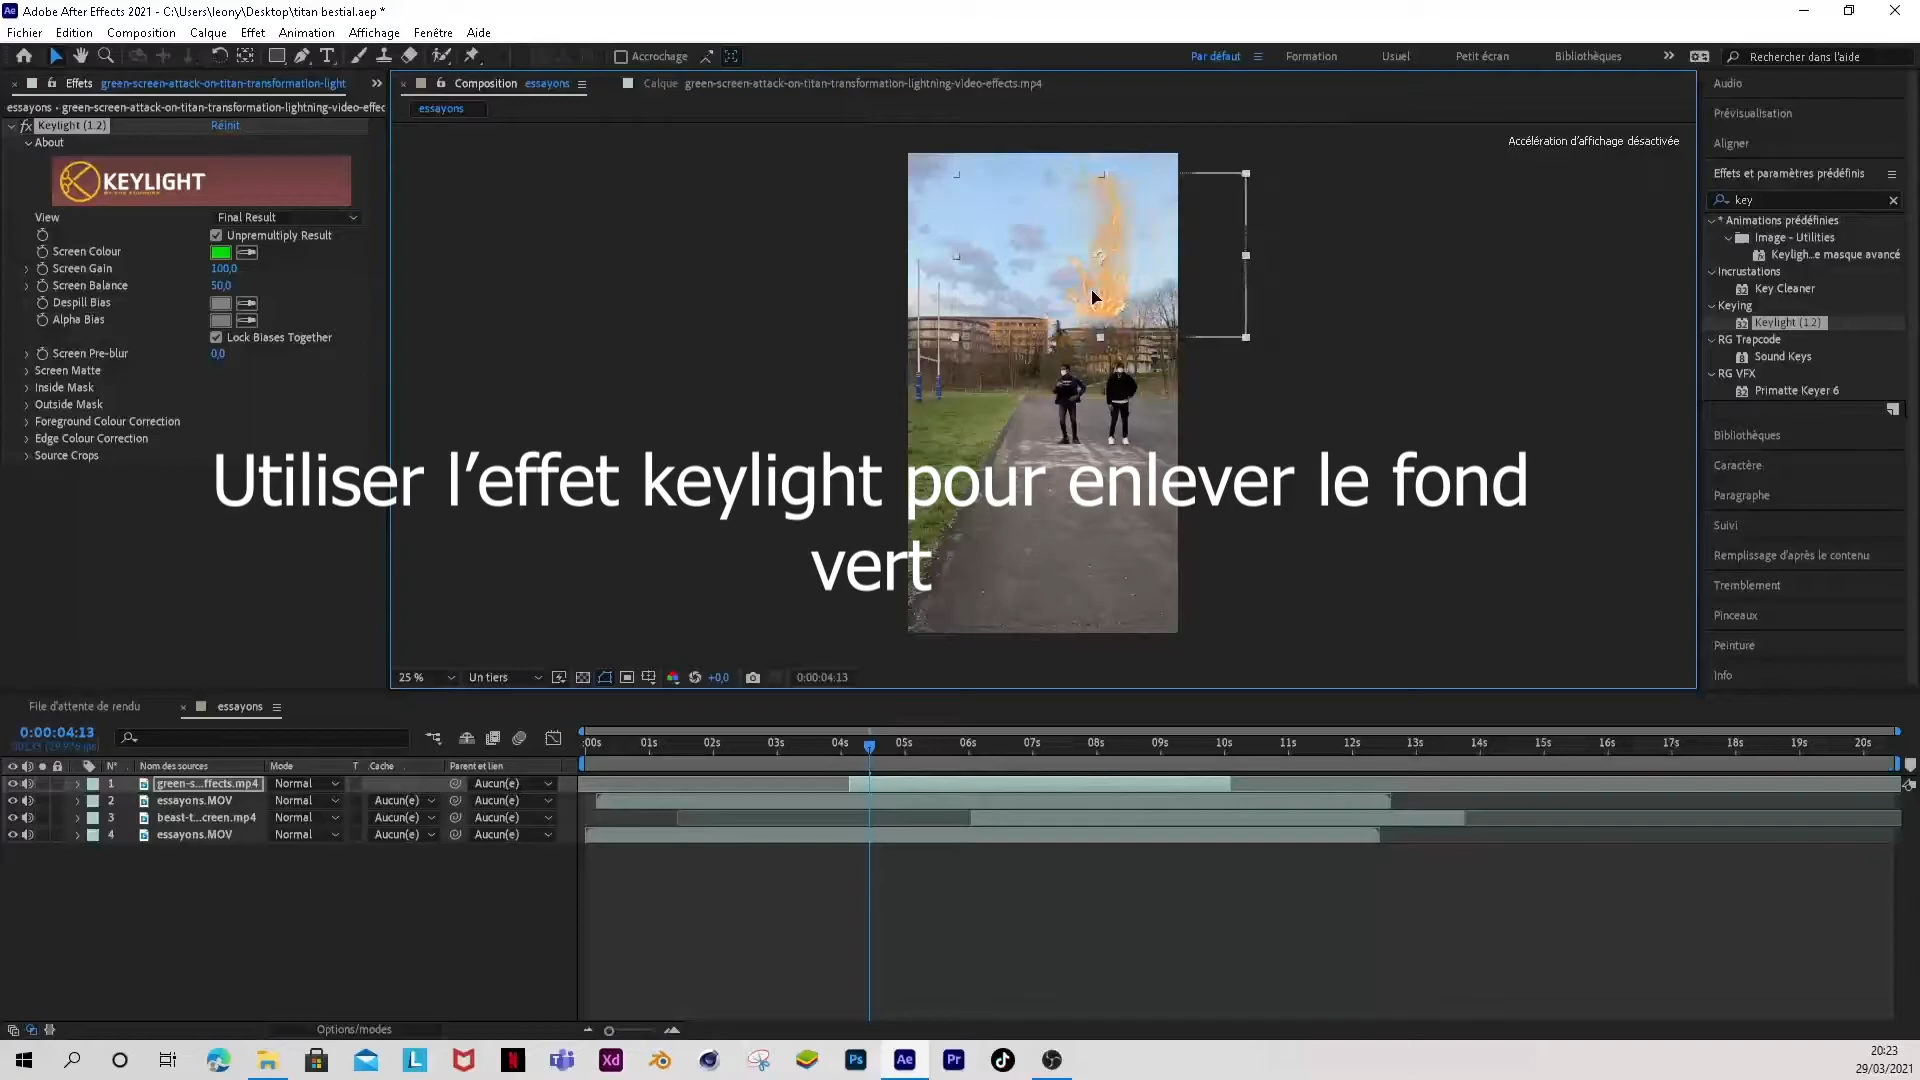 Adobe After Effects 2021 - C:\Users\leony\Desktop\titan bestial.aep *
Fichier Edition Composition Calque Effet Animation Affichage Fenêtre Aide
Accrochage
Par défaut Formation Usuel Petit écran Bibliothèques Rechercher dans l'aide
Effets green-screen-attack-on-titan-transformation-light
Composition essayons
Calque green-screen-attack-on-titan-transformation-lightning-video-effects.mp4
essayons · green-screen-attack-on-titan-transformation-lightning-video-effec
essayons
Keylight (1.2) Réinit.
About
KEYLIGHT
View Final Result
Unpremultiply Result
Screen Colour
Screen Gain 100,0
Screen Balance 50,0
Despill Bias
Alpha Bias
Lock Biases Together
Screen Pre-blur 0,0
Screen Matte
Inside Mask
Outside Mask
Foreground Colour Correction
Edge Colour Correction
Source Crops
Accélération d'affichage désactivée
Utiliser l’effet keylight pour enlever le fond
vert
25 % Un tiers +0,0 0:00:04:13
Audio
Prévisualisation
Aligner
Effets et paramètres prédéfinis
key
* Animations prédéfinies
Image - Utilities
Keyligh...e masque avancé
Incrustations
Key Cleaner
Keying
Keylight (1.2)
RG Trapcode
Sound Keys
RG VFX
Primatte Keyer 6
Bibliothèques
Caractère
Paragraphe
Suivi
Remplissage d'après le contenu
Tremblement
Pinceaux
Peinture
Info
File d'attente de rendu essayons
0:00:04:13
:00s 01s 02s 03s 04s 05s 06s 07s 08s 09s 10s 11s 12s 13s 14s 15s 16s 17s 18s 19s 20s
N° Nom des sources Mode T Cache Parent et lien
1 green-s...ffects.mp4 Normal Aucun(e)
2 essayons.MOV Normal Aucun(e) Aucun(e)
3 beast-t...creen.mp4 Normal Aucun(e) Aucun(e)
4 essayons.MOV Normal Aucun(e) Aucun(e)
Options/modes
20:23
29/03/2021